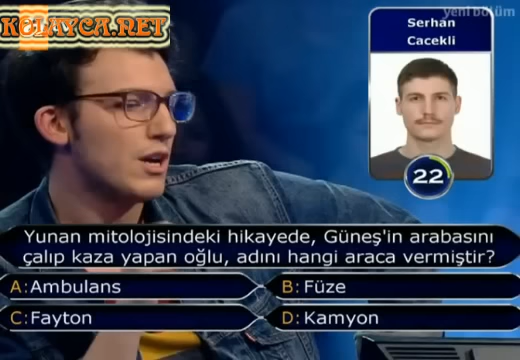 KOLAYCA.NET
yeni bölüm
Serhan
Cacekli
22
Yunan mitolojisindeki hikayede, Güneş'in arabasını
çalıp kaza yapan oğlu, adını hangi araca vermiştir?
A:Ambulans
B:Füze
C:Fayton
D:Kamyon